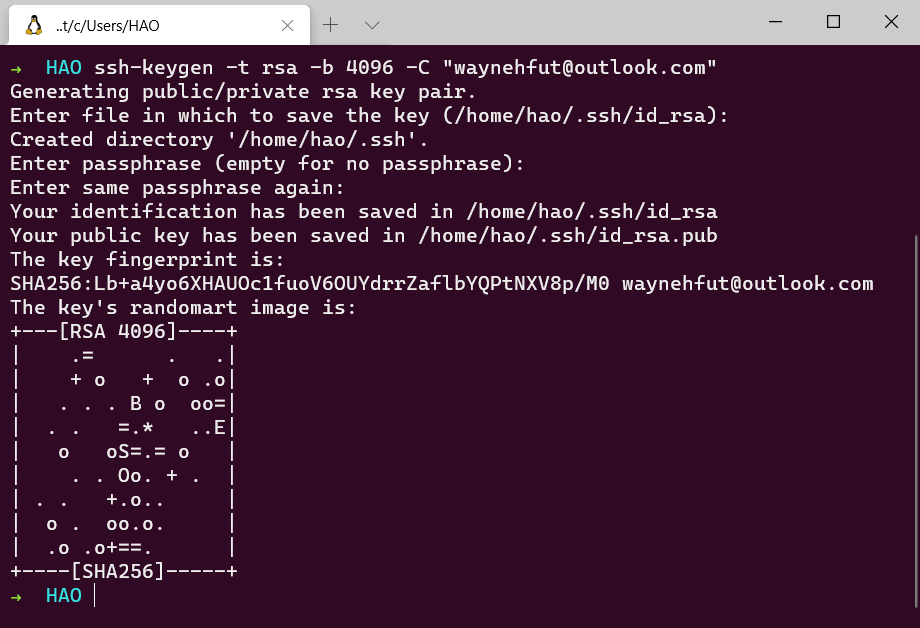 ..t/c/Users/HAO
→  HAO ssh-keygen -t rsa -b 4096 -C "waynehfut@outlook.com"
Generating public/private rsa key pair.
Enter file in which to save the key (/home/hao/.ssh/id_rsa):
Created directory '/home/hao/.ssh'.
Enter passphrase (empty for no passphrase):
Enter same passphrase again:
Your identification has been saved in /home/hao/.ssh/id_rsa
Your public key has been saved in /home/hao/.ssh/id_rsa.pub
The key fingerprint is:
SHA256:Lb+a4yo6XHAUOc1fuoV6OUYdrrZaflbYQPtNXV8p/M0 waynehfut@outlook.com
The key's randomart image is:
+---[RSA 4096]----+
|    .=      .   .|
|    + o   +  o .o|
|   . . . B o  oo=|
|  . .   =.*   ..E|
|   o   oS=.= o   |
|    . . Oo. + .  |
| . .   +.o..     |
|  o .  oo.o.     |
|  .o .o+==.      |
+----[SHA256]-----+
→  HAO